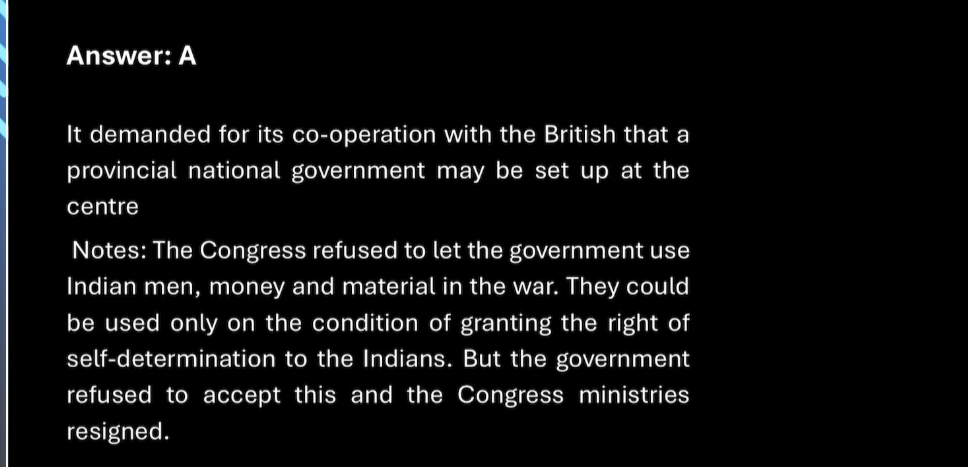 Answer: A
It demanded for its co-operation with the British that a
provincial national government may be set up at the
centre
Notes: The Congress refused to let the government use
Indian men, money and material in the war. They could
be used only on the condition of granting the right of
self-determination to the Indians. But the government
refused to accept this and the Congress ministries
resigned.